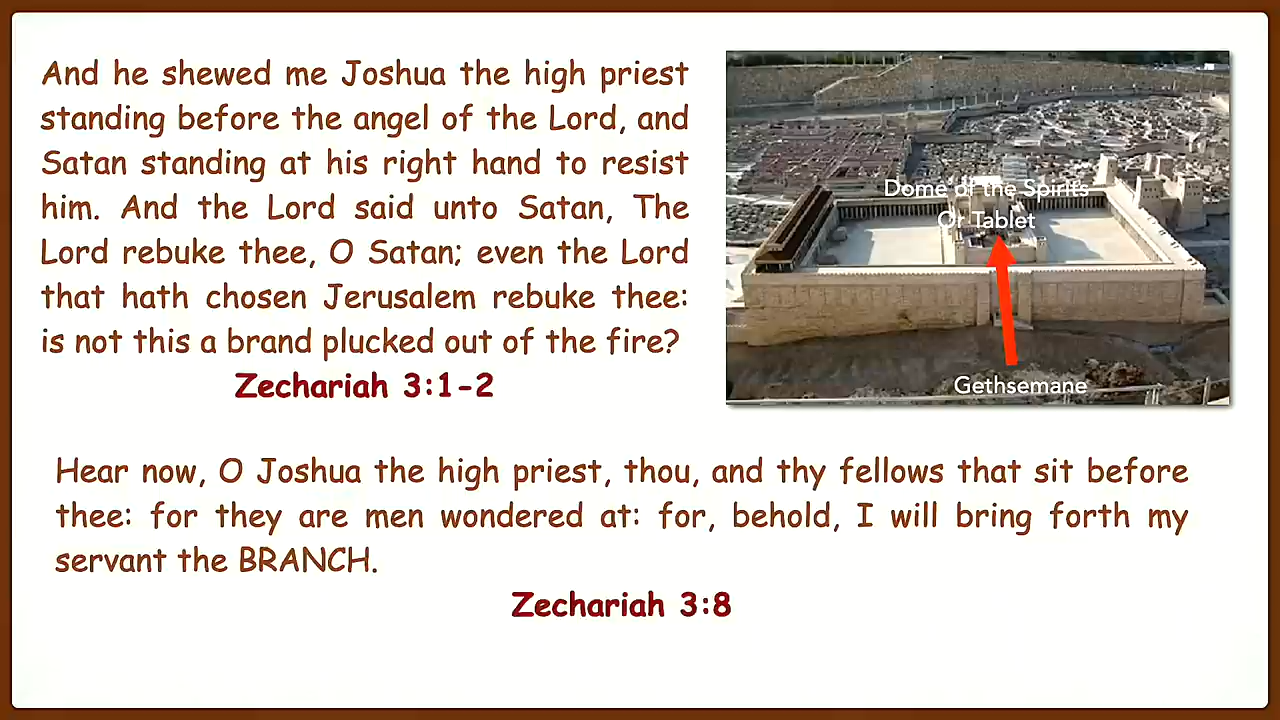 And he shewed me Joshua the high priest
standing before the angel of the Lord, and
Satan standing at his right hand to resist
him. And the Lord said unto Satan, The
Lord rebuke thee, O Satan; even the Lord
that hath chosen Jerusalem rebuke thee:
is not this a brand plucked out of the fire?
Zechariah 3:1-2
Dome of the Spirits
Or Tablet
Gethsemane
Hear now, O Joshua the high priest, thou, and thy fellows that sit before
thee: for they are men wondered at: for, behold, I will bring forth my
servant the BRANCH.
Zechariah 3:8